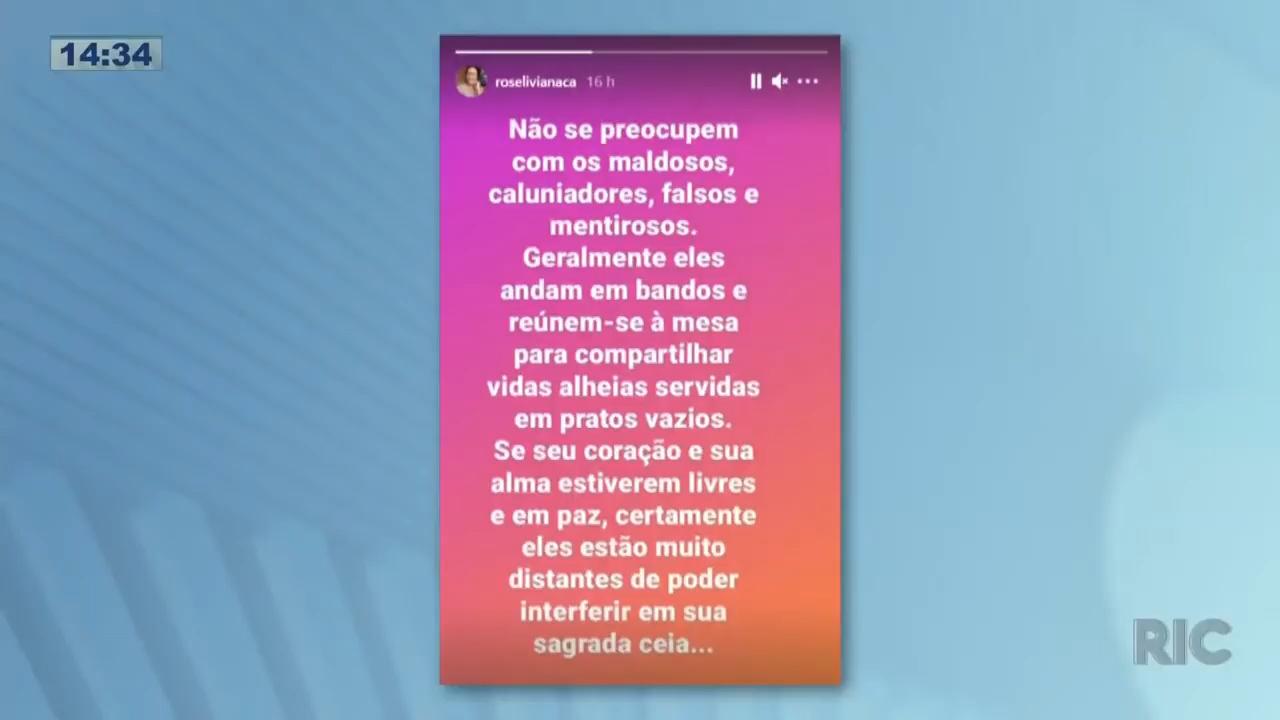 14:34
roselivianaca 16 h
Não se preocupem
com os maldosos,
caluniadores, falsos e
mentirosos.
Geralmente eles
andam em bandos e
reúnem-se à mesa
para compartilhar
vidas alheias servidas
em pratos vazios.
Se seu coração e sua
alma estiverem livres
e em paz, certamente
eles estão muito
distantes de poder
interferir em sua
sagrada ceia...
RIC